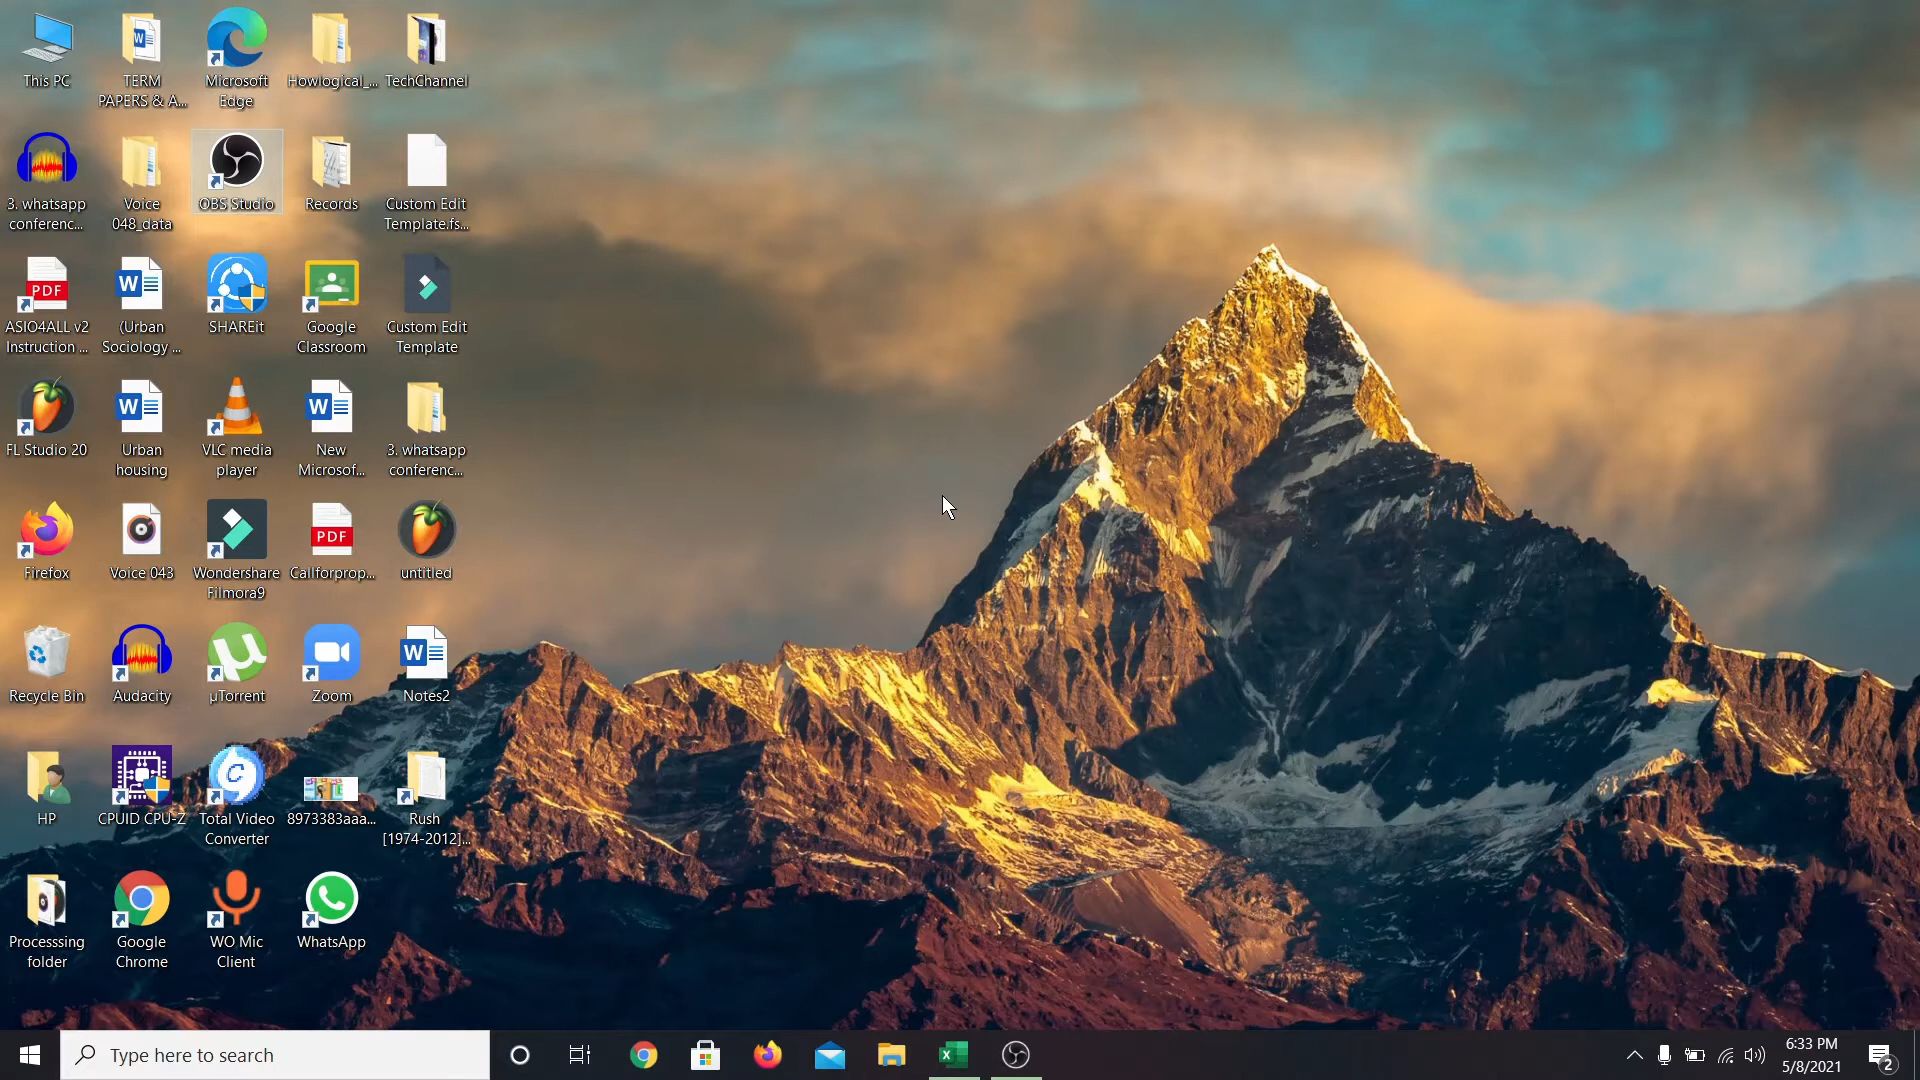 This PC
TERM
PAPERS & A...
Microsoft
Edge
Howlogical_...
TechChannel
3. whatsapp
conferenc...
Voice
048_data
OBS Studio
Records
Custom Edit
Template.fs...
PDF
ASIO4ALL v2
Instruction ...
(Urban
Sociology ...
SHAREit
Google
Classroom
Custom Edit
Template
FL Studio 20
Urban
housing
VLC media
player
New
Microsof...
3. whatsapp
conferenc...
Firefox
Voice 043
Wondershare
Filmora9
PDF
Callforprop...
untitled
Recycle Bin
Audacity
µTorrent
Zoom
Notes2
HP
CPUID CPU-Z
Total Video
Converter
8973383aaa...
Rush
[1974-2012]...
Processsing
folder
Google
Chrome
WO Mic
Client
WhatsApp
Type here to search
6:33 PM
5/8/2021
2